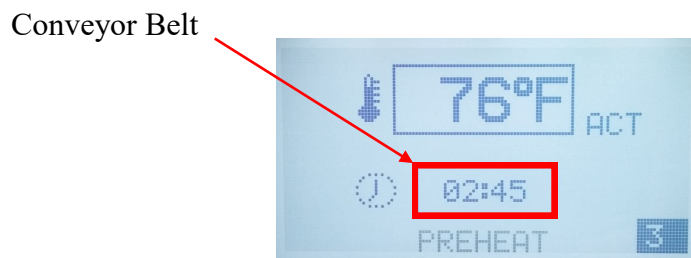 Conveyor Belt
76°F
ACT
02:45
PREHEAT
3